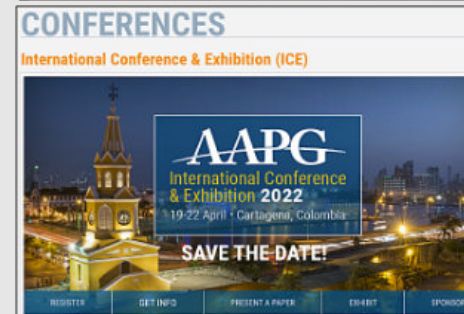 CONFERENCES
International Conference & Exhibition (ICE)
AAPG
International Conference
& Exhibition 2022
19-22 April · Cartagena, Colombia
SAVE THE DATE!
REGISTER GET INFO PRESENT A PAPER EXHIBIT SPONSOR